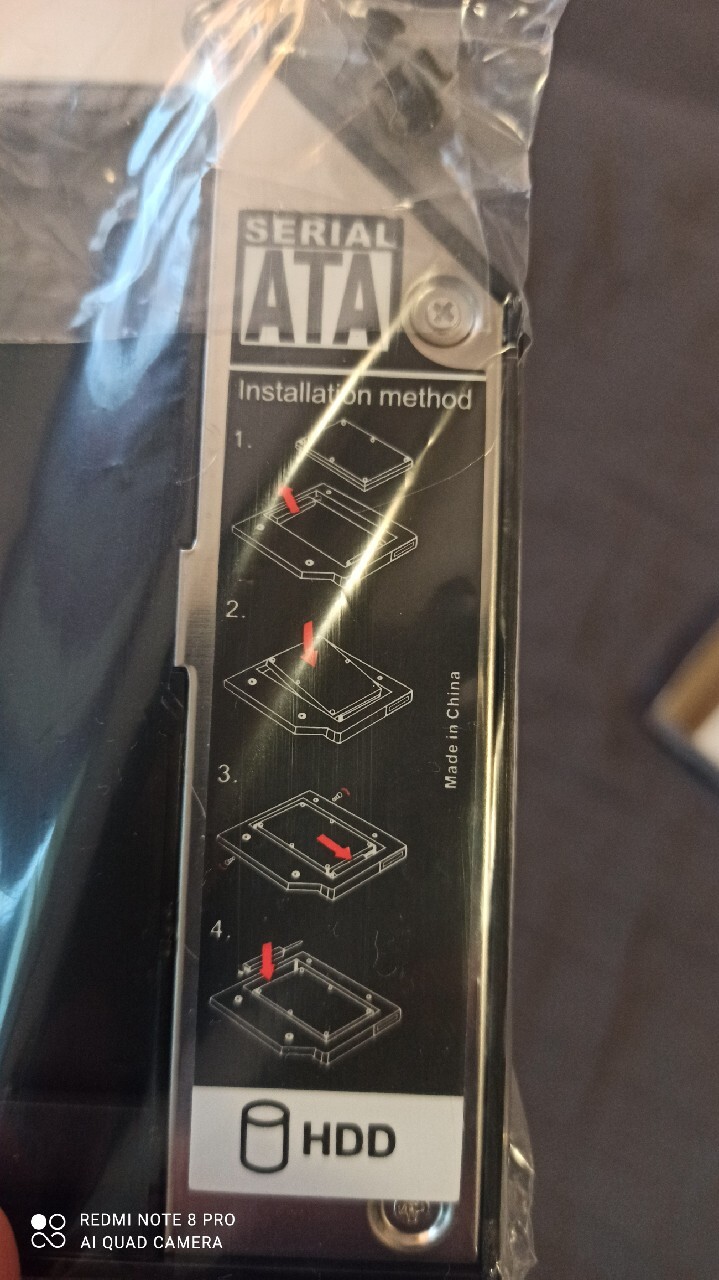 SERIAL
ATA
Installation method
1.
2.
3.
4.
Made in China
HDD
REDMI NOTE 8 PRO
AI QUAD CAMERA